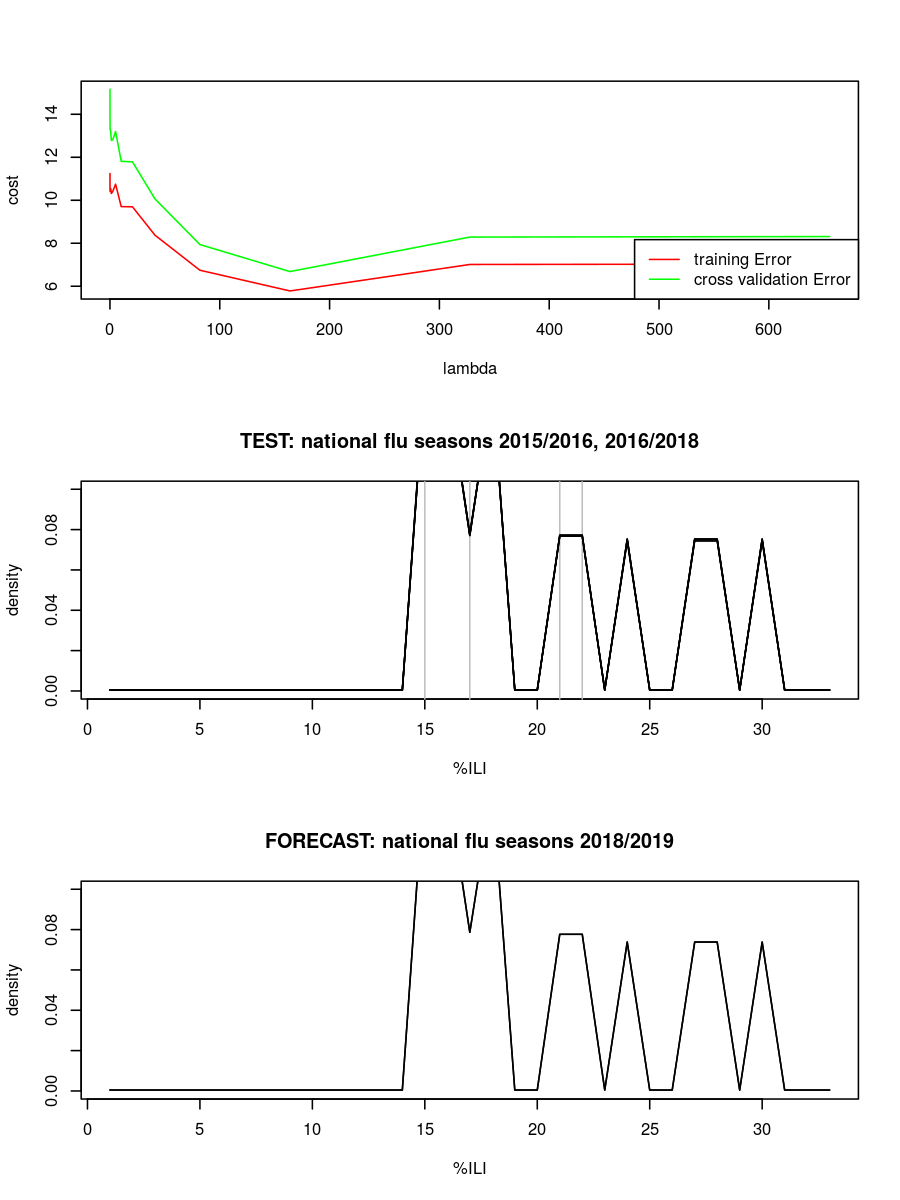 14
12
10
8
6
cost
training Error
cross validation Error
0 100 200 300 400 500 600
lambda
TEST: national flu seasons 2015/2016, 2016/2018
0.08
0.04
0.00
density
0 5 10 15 20 25 30
%ILI
FORECAST: national flu seasons 2018/2019
0.08
0.04
0.00
density
0 5 10 15 20 25 30
%ILI